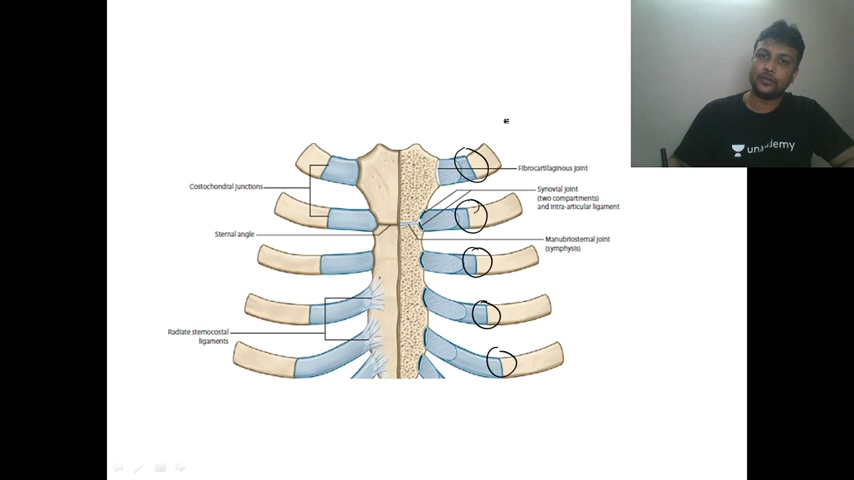 unacademy
Fibrocartilaginous joint
Costochondral junctions
Synovial joint
(two compartments)
and intra-articular ligament
Sternal angle
Manubriosternal joint
(symphysis)
Radiate sternocostal
ligaments